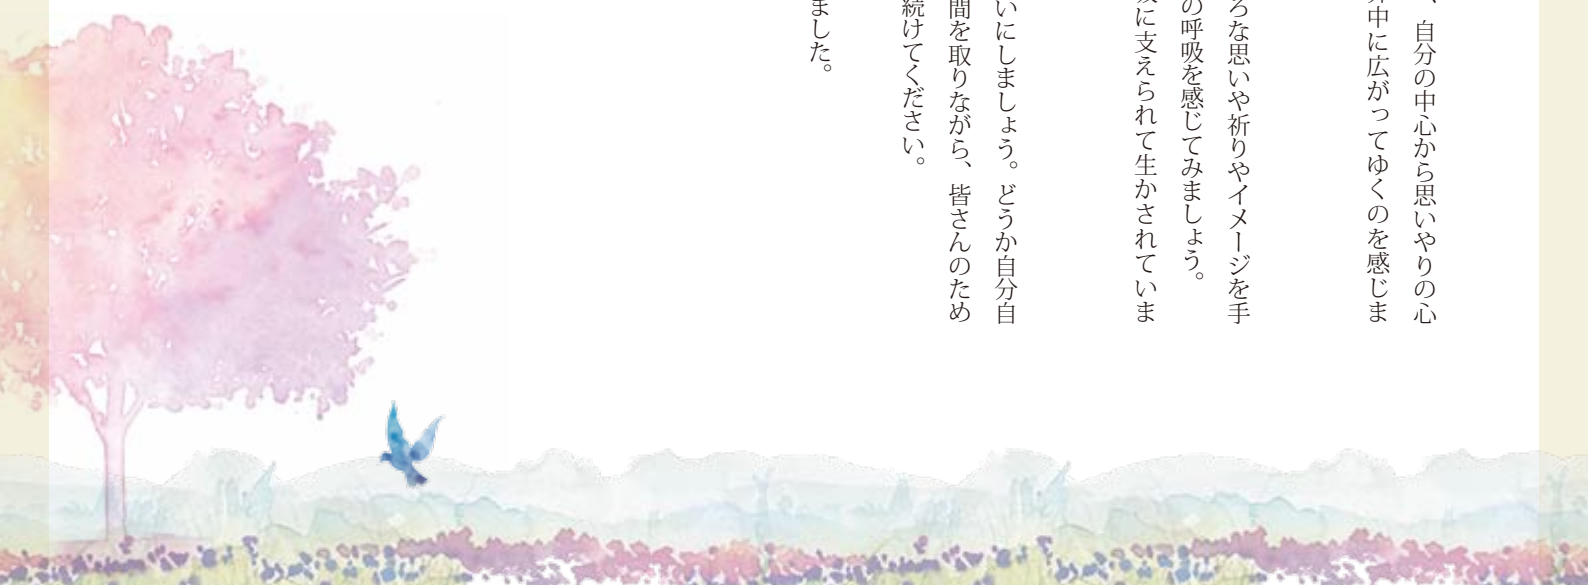 、自分の中心から思いやりの心
界中に広がってゆくのを感じま
ろな思いや祈りやイメージを手
の呼吸を感じてみましょう。
に支えられて生かされていま
いにしましょう。どうか自分自
間を取りながら、皆さんのため
続けてください。
ました。